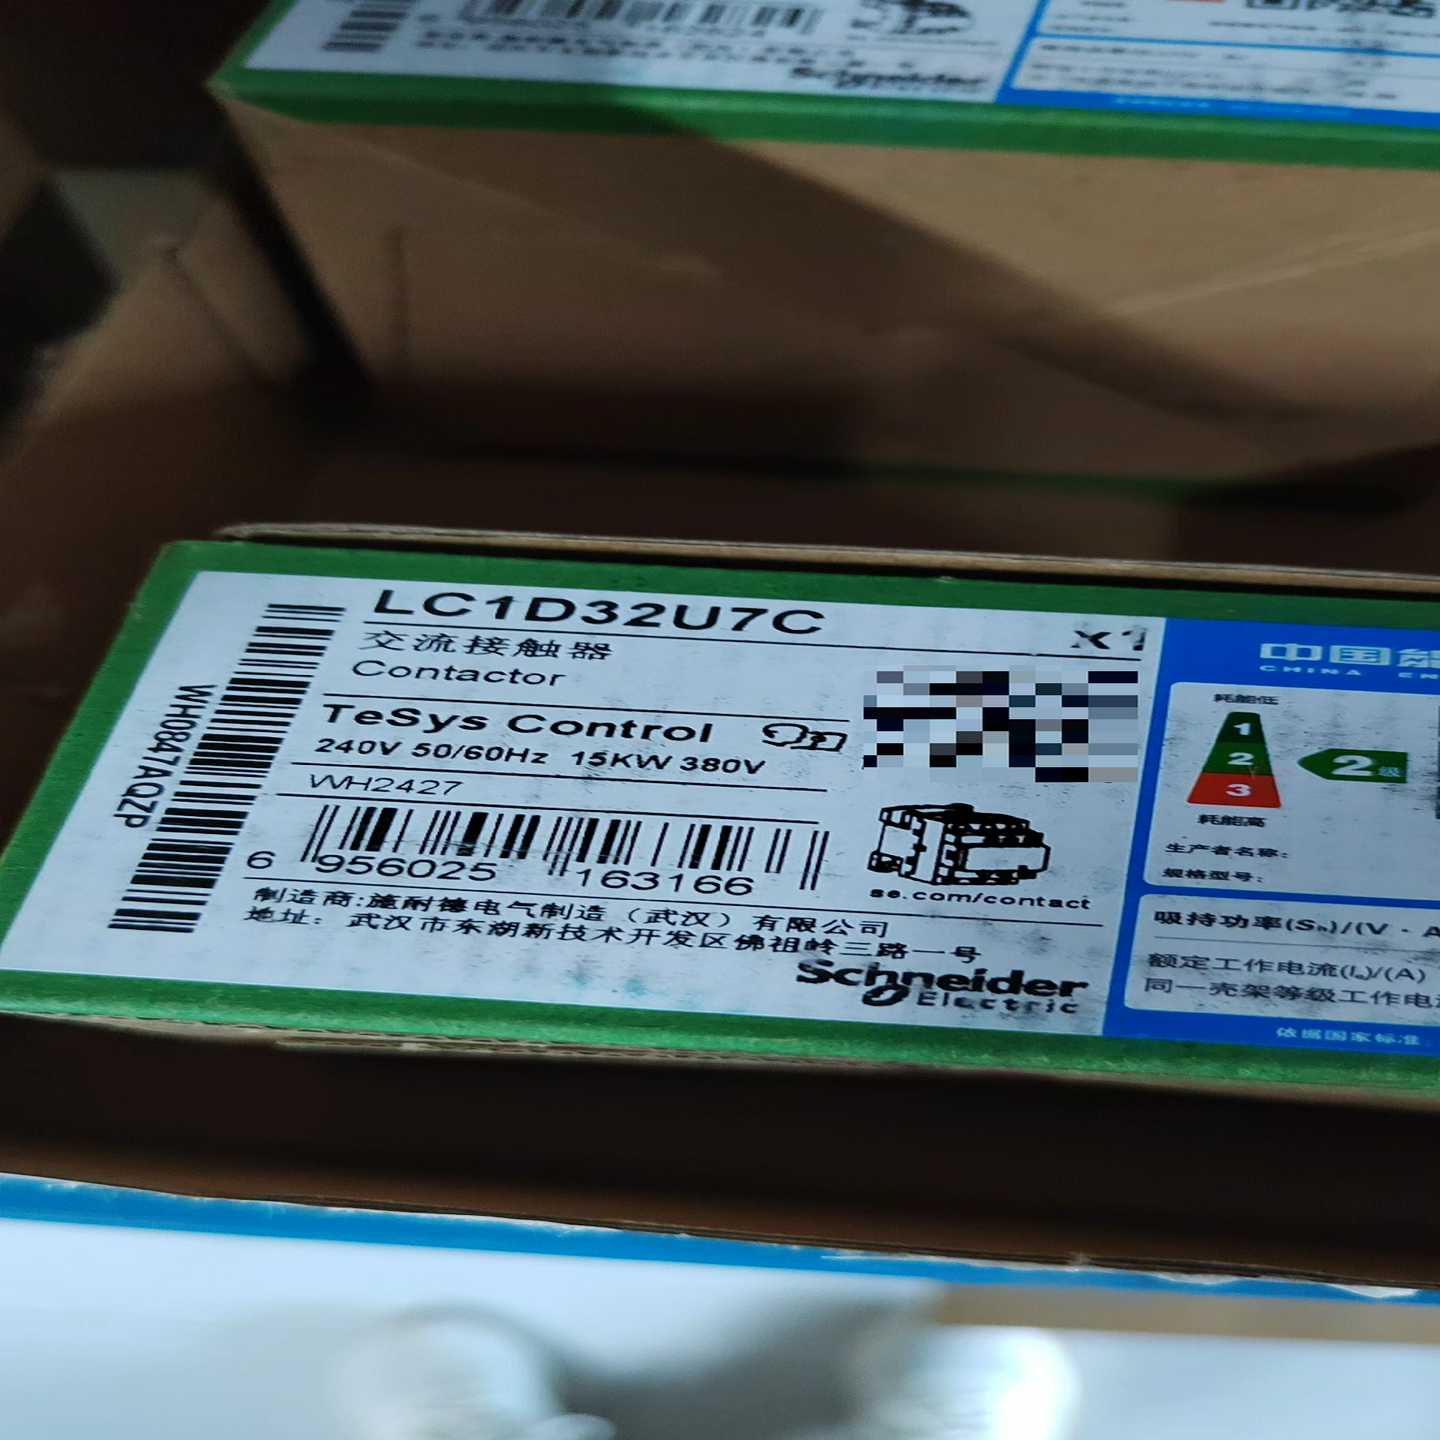 Schneider
LC1D32U7C
X1
交流接触器
Contactor
TeSys Control
240V 50/60Hz 15KW 380V
WH2427
WH0847AQZP
6 956025 163166
se.com/contact
制造商:施耐德电气制造（武汉）有限公司
地址: 武汉市东湖新技术开发区佛祖岭三路一号
Schneider
Electric
中国能
CHINA EN
耗能低
1
2
3
耗能高
2级
生产者名称:
规格型号:
吸持功率(Sh)/(V·A
额定工作电流(Ie)/(A)
同一壳架等级工作电流
依据国家标准